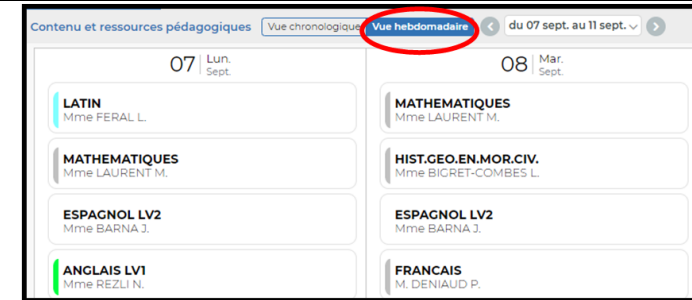 Contenu et ressources pédagogiques Vue chronologique Vue hebdomadaire du 07 sept. au 11 sept.
07 Lun. Sept.
LATIN
Mme FERAL L.
MATHEMATIQUES
Mme LAURENT M.
ESPAGNOL LV2
Mme BARNA J.
ANGLAIS LV1
Mme REZLI N.
08 Mar. Sept.
MATHEMATIQUES
Mme LAURENT M.
HIST.GEO.EN.MOR.CIV.
Mme BIGRET-COMBES L.
ESPAGNOL LV2
Mme BARNA J.
FRANCAIS
M. DENIAUD P.